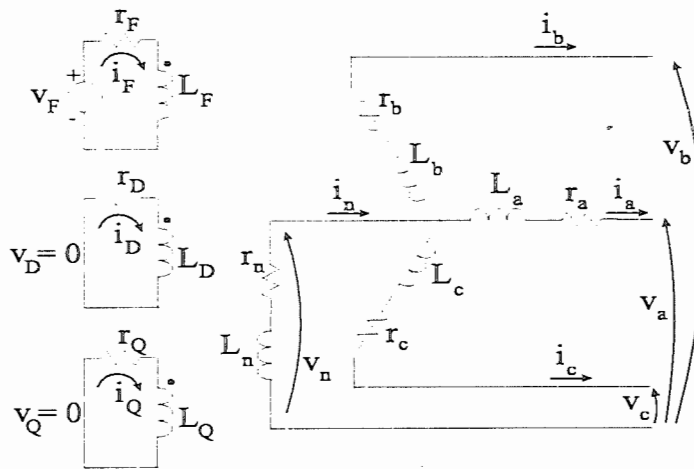 r_F
+
v_F
-
i_F
L_F
r_D
v_D = 0
i_D
L_D
r_Q
v_Q = 0
i_Q
L_Q
i_b
r_b
L_b
v_b
i_n
L_a
r_a
i_a
r_n
L_n
v_n
L_c
r_c
v_a
i_c
v_c